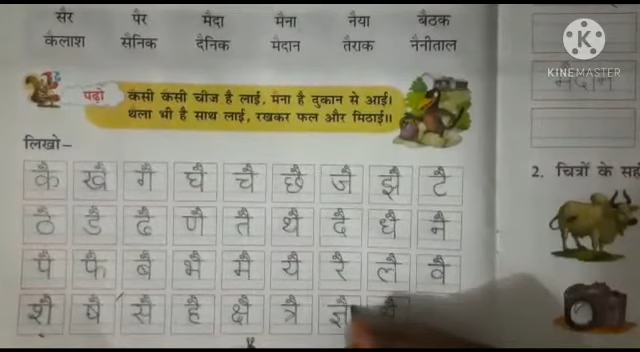 सैर पैर मैदा मैना नैया बैठक
कैलाश सैनिक दैनिक मैदान तैराक नैनीताल
पढ़ो
कैसी कैसी चीज है लाई, मैना है दुकान से आई।
थैला भी है साथ लाई, रखकर फल और मिठाई॥
लिखो–
कै खै गै घै चै छै जै झै टै
ठै डै ढै णै तै थै दै धै नै
पै फै बै भै मै यै रै लै वै
शै षै सै है क्षै त्रै ज्ञै
KINEMASTER
मैदान
2. चित्रों के सह